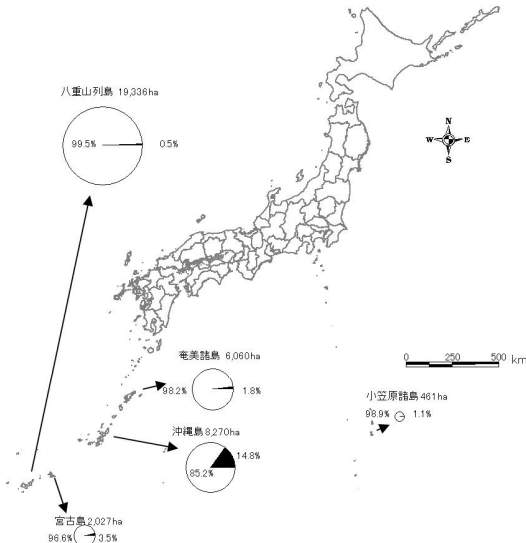 八重山列島 19,336ha
99.5% 0.5%
N
W E
S
奄美諸島 6,060ha
98.2% 1.8%
0 250 500 km
小笠原諸島 461ha
98.9% 1.1%
沖縄島 8,270ha
14.8%
85.2%
宮古島 2,027ha
96.6% 3.5%